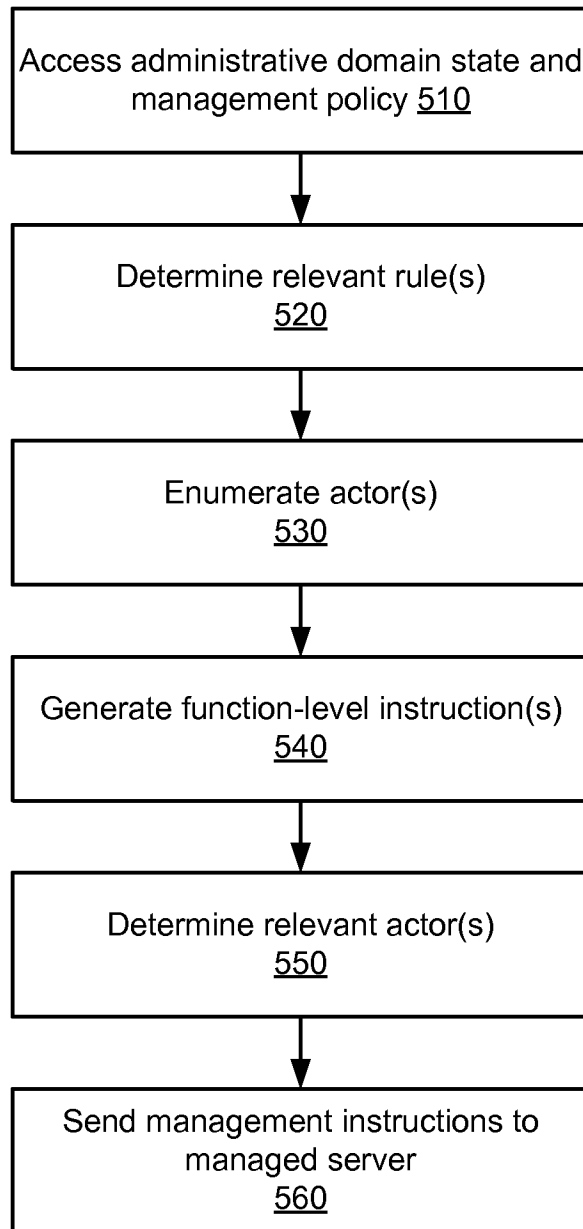 Access administrative domain state and
management policy 510
Determine relevant rule(s)
520
Enumerate actor(s)
530
Generate function-level instruction(s)
540
Determine relevant actor(s)
550
Send management instructions to
managed server
560